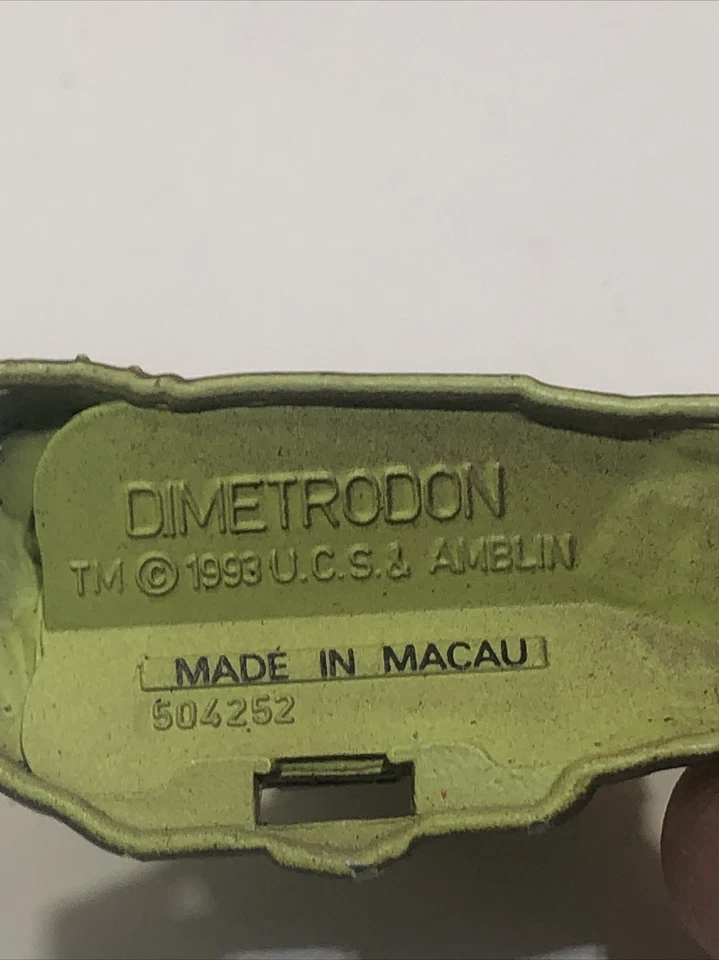 DIMETRODON
TM © 1993 U.C.S. & AMBLIN
MADE IN MACAU
504252